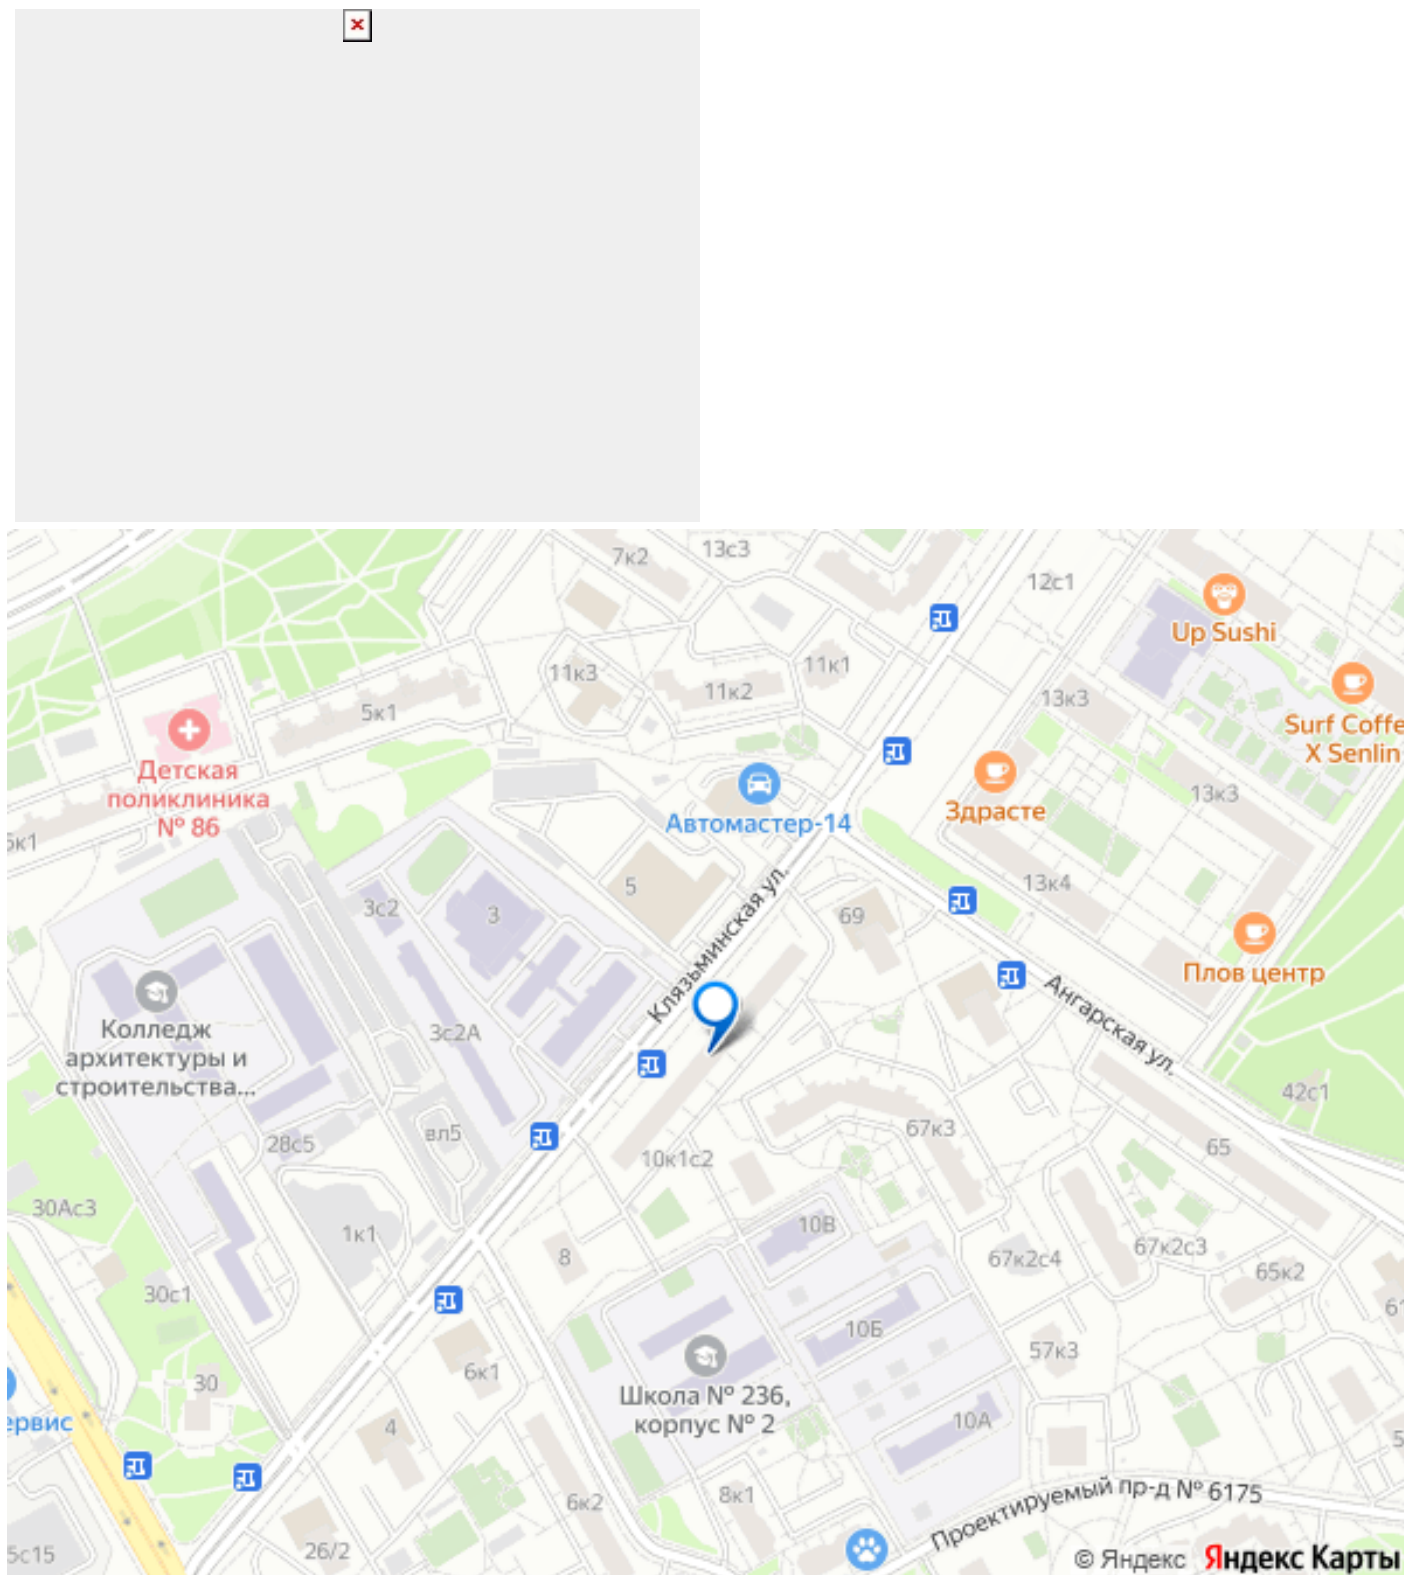 7к2
13с3
12с1
Up Sushi
11к3
11к2
11к1
5к1
13к3
Surf Coffe
X Senlin
Детская
поликлиника
№ 86
Автомастер-14
Здрасте
13к3
5
13к4
3с2
3
69
Клязьминская ул.
Плов центр
Колледж
архитектуры и
строительства...
3с2А
Ангарская ул.
42с1
28с5
вл5
10к1с2
67к3
65
30Ас3
1к1
8
10В
67к2с4
67к2с3
65к2
30с1
10Б
57к3
30
6к1
Школа № 236,
корпус № 2
10А
ервис
4
6к2
8к1
Проектируемый пр-д № 6175
5с15
26/2
© Яндекс Яндекс Карты